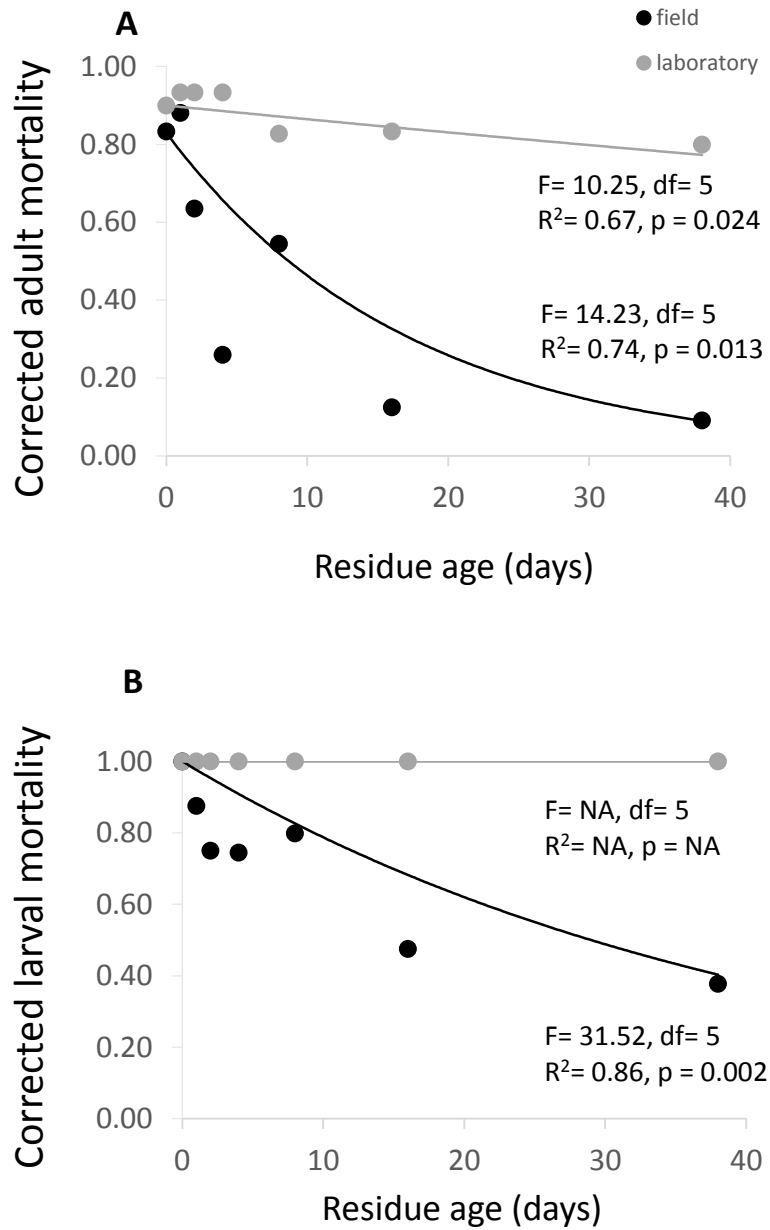 A
field
laboratory
Corrected adult mortality
1.00
0.80
0.60
0.40
0.20
0.00
F= 10.25, df= 5
R²= 0.67, p = 0.024
F= 14.23, df= 5
R²= 0.74, p = 0.013
0 10 20 30 40
Residue age (days)
B
Corrected larval mortality
1.00
0.80
0.60
0.40
0.20
0.00
F= NA, df= 5
R²= NA, p = NA
F= 31.52, df= 5
R²= 0.86, p = 0.002
0 10 20 30 40
Residue age (days)